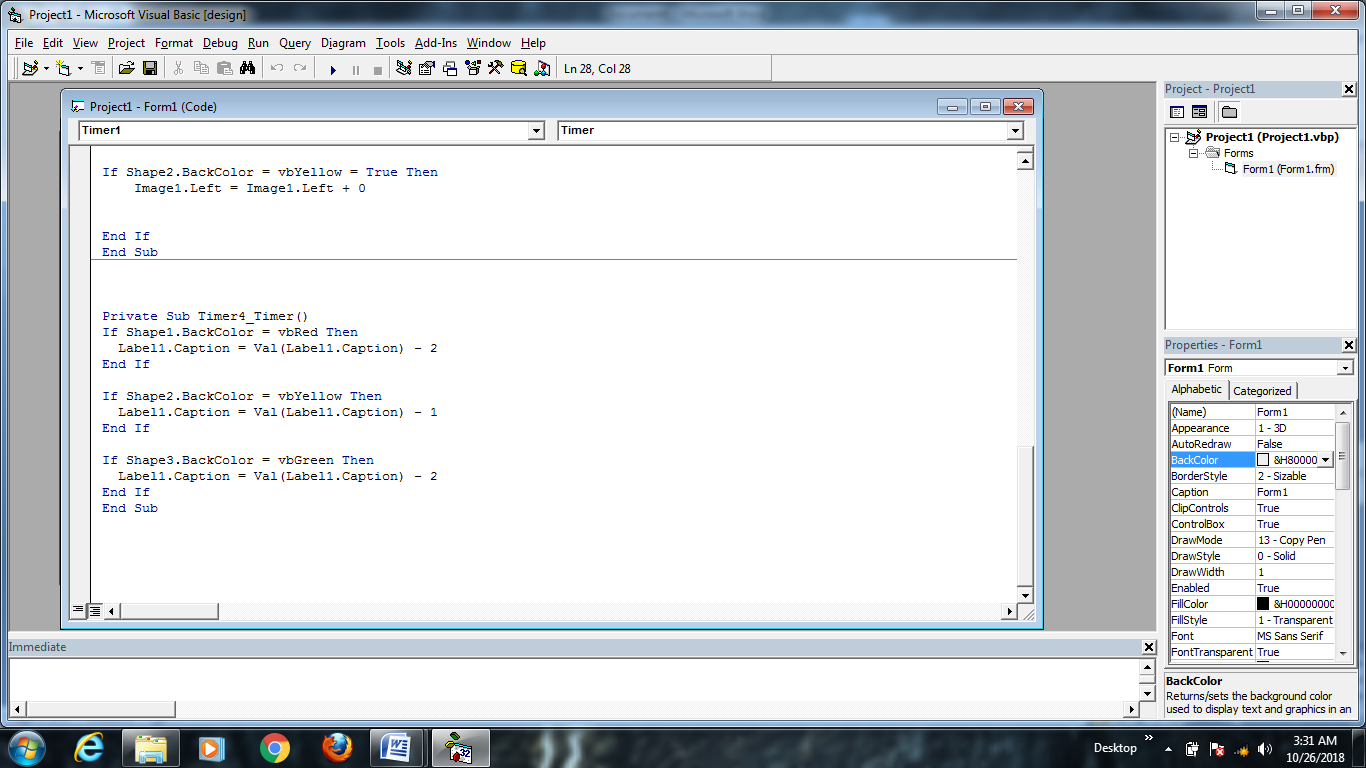 Project1 - Microsoft Visual Basic [design]
File Edit View Project Format Debug Run Query Diagram Tools Add-Ins Window Help
Ln 28, Col 28
Project1 - Form1 (Code)
Timer1 Timer
If Shape2.BackColor = vbYellow = True Then
Image1.Left = Image1.Left + 0
End If
End Sub
Private Sub Timer4_Timer()
If Shape1.BackColor = vbRed Then
Label1.Caption = Val(Label1.Caption) - 2
End If
If Shape2.BackColor = vbYellow Then
Label1.Caption = Val(Label1.Caption) - 1
End If
If Shape3.BackColor = vbGreen Then
Label1.Caption = Val(Label1.Caption) - 2
End If
End Sub
Project - Project1
Project1 (Project1.vbp)
Forms
Form1 (Form1.frm)
Properties - Form1
Form1 Form
Alphabetic Categorized
(Name) Form1
Appearance 1 - 3D
AutoRedraw False
BackColor &H80000
BorderStyle 2 - Sizable
Caption Form1
ClipControls True
ControlBox True
DrawMode 13 - Copy Pen
DrawStyle 0 - Solid
DrawWidth 1
Enabled True
FillColor &H00000000
FillStyle 1 - Transparent
Font MS Sans Serif
FontTransparent True
BackColor
Returns/sets the background color
used to display text and graphics in an
Immediate
32
Desktop
3:31 AM
10/26/2018